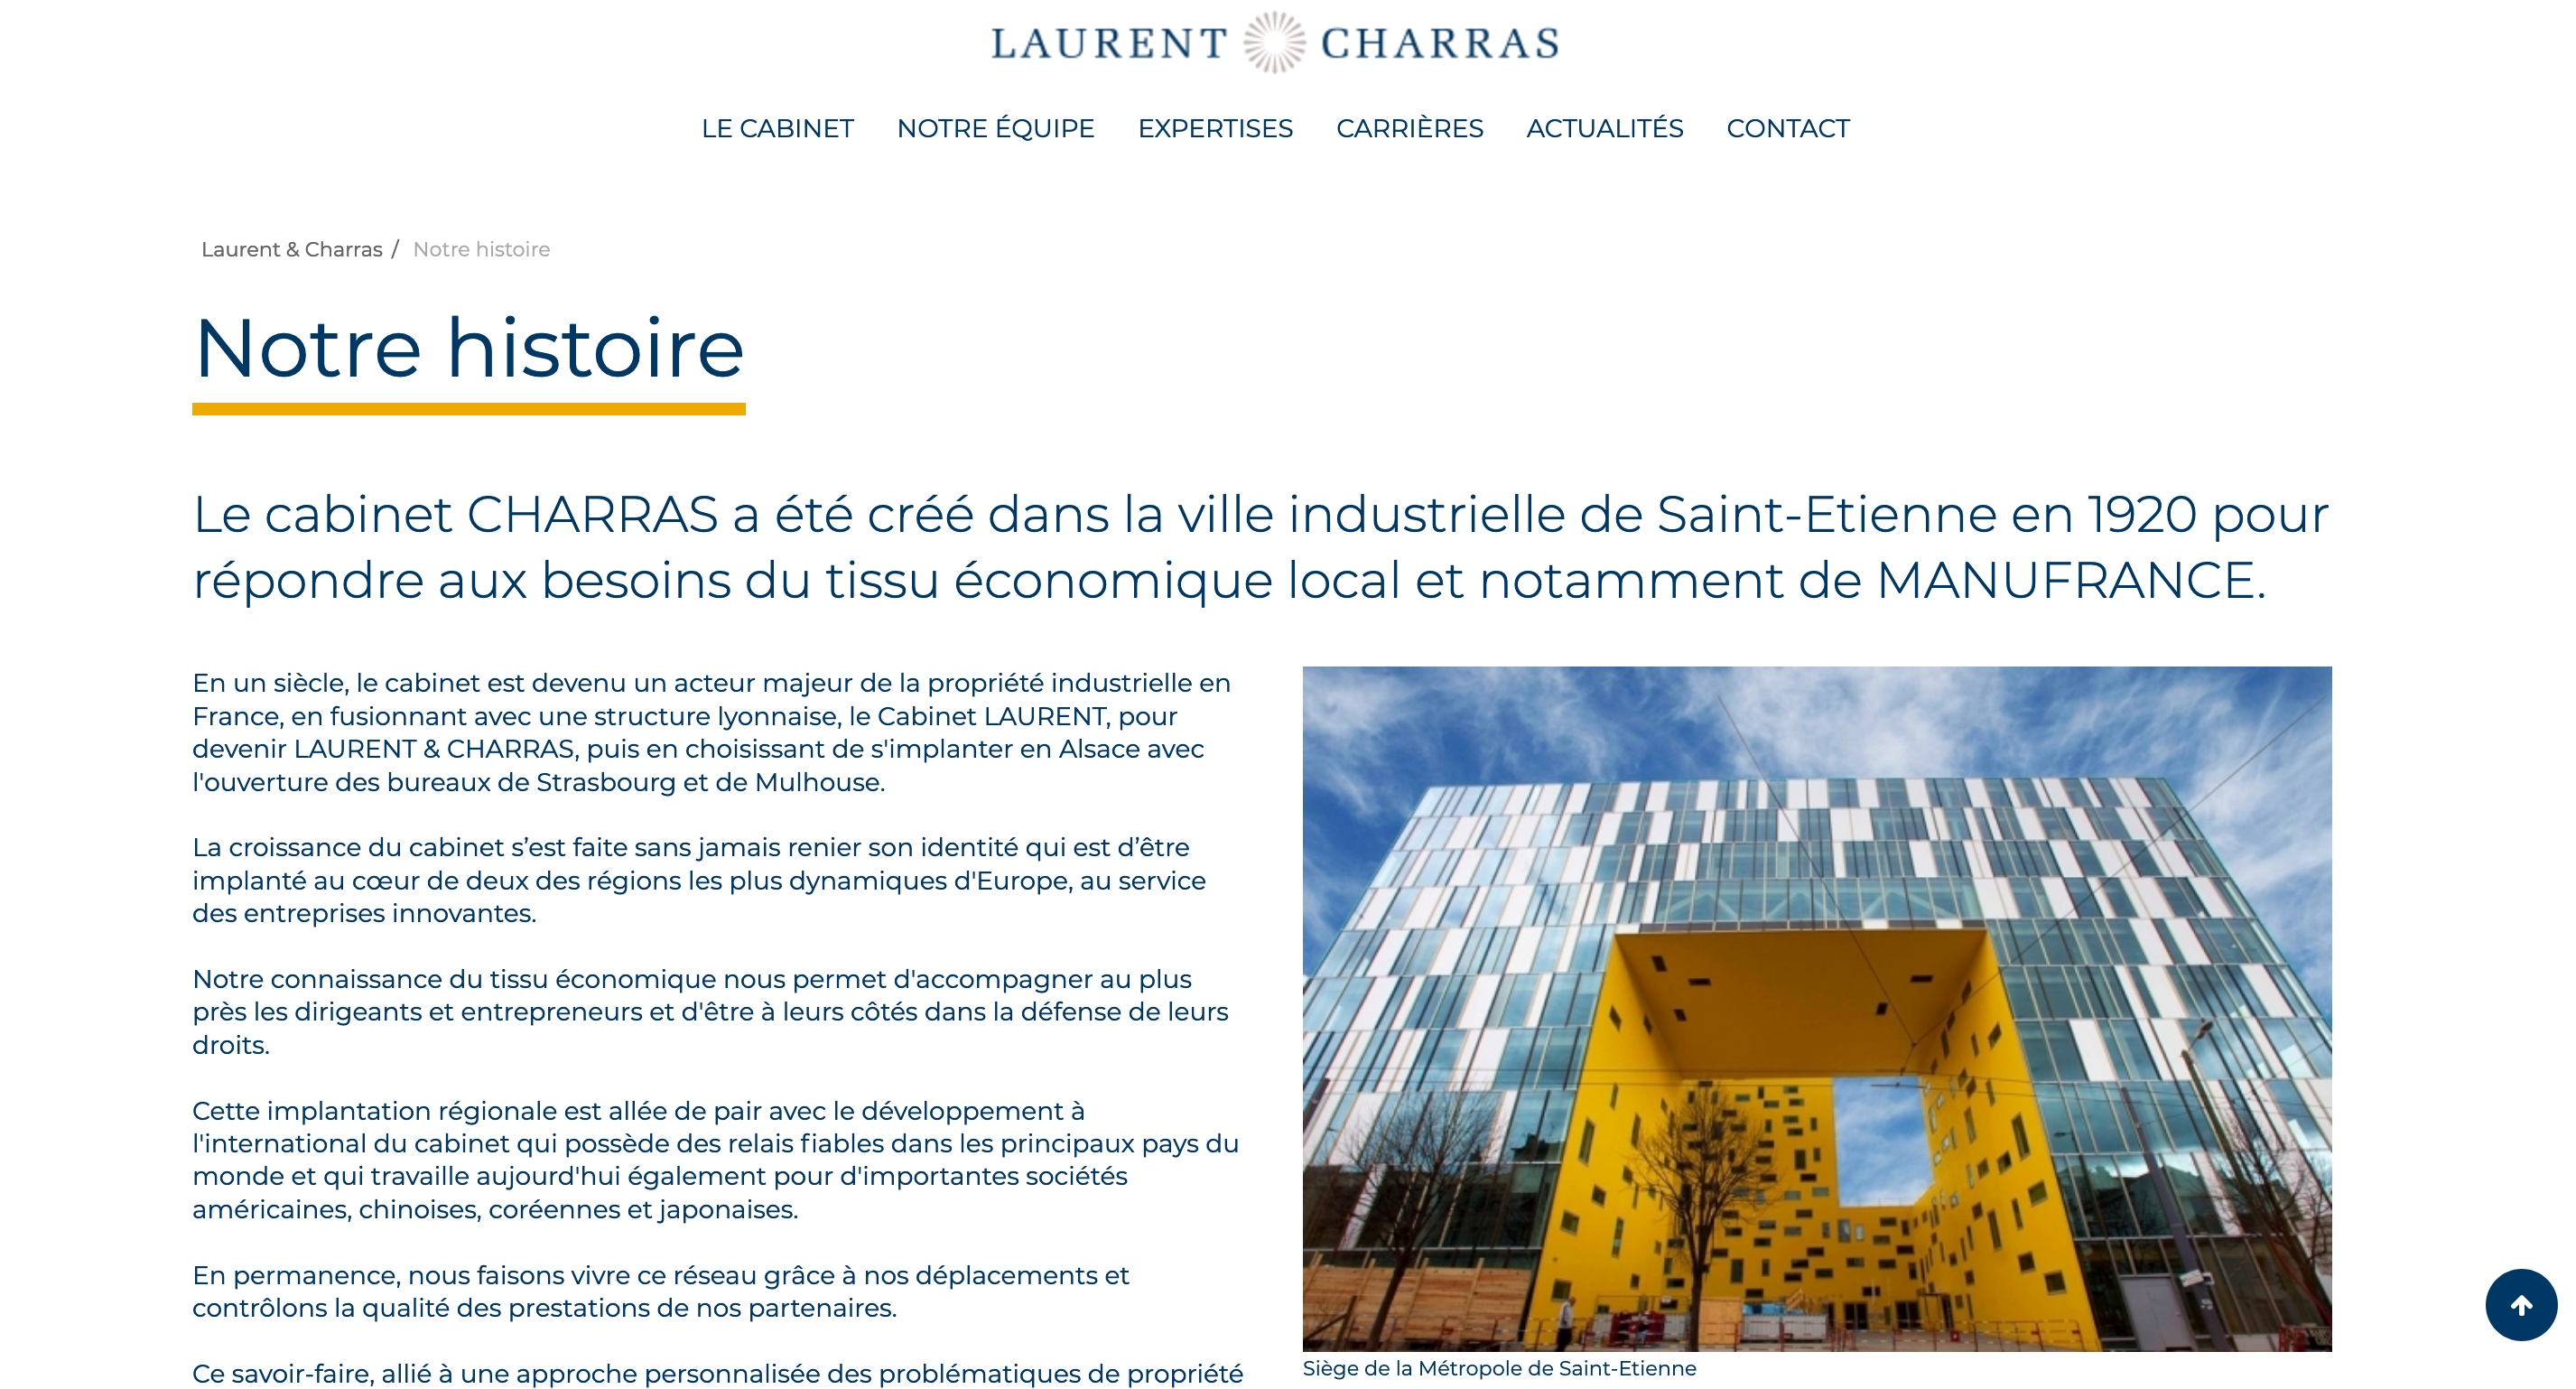 LAURENT CHARRAS
LE CABINET NOTRE ÉQUIPE EXPERTISES CARRIÈRES ACTUALITÉS CONTACT
Laurent & Charras / Notre histoire
Notre histoire
Le cabinet CHARRAS a été créé dans la ville industrielle de Saint-Etienne en 1920 pour
répondre aux besoins du tissu économique local et notamment de MANUFRANCE.
En un siècle, le cabinet est devenu un acteur majeur de la propriété industrielle en
France, en fusionnant avec une structure lyonnaise, le Cabinet LAURENT, pour
devenir LAURENT & CHARRAS, puis en choisissant de s'implanter en Alsace avec
l'ouverture des bureaux de Strasbourg et de Mulhouse.
La croissance du cabinet s’est faite sans jamais renier son identité qui est d’être
implanté au cœur de deux des régions les plus dynamiques d'Europe, au service
des entreprises innovantes.
Notre connaissance du tissu économique nous permet d'accompagner au plus
près les dirigeants et entrepreneurs et d'être à leurs côtés dans la défense de leurs
droits.
Cette implantation régionale est allée de pair avec le développement à
l'international du cabinet qui possède des relais fiables dans les principaux pays du
monde et qui travaille aujourd'hui également pour d'importantes sociétés
américaines, chinoises, coréennes et japonaises.
En permanence, nous faisons vivre ce réseau grâce à nos déplacements et
contrôlons la qualité des prestations de nos partenaires.
Ce savoir-faire, allié à une approche personnalisée des problématiques de propriété
Siège de la Métropole de Saint-Etienne